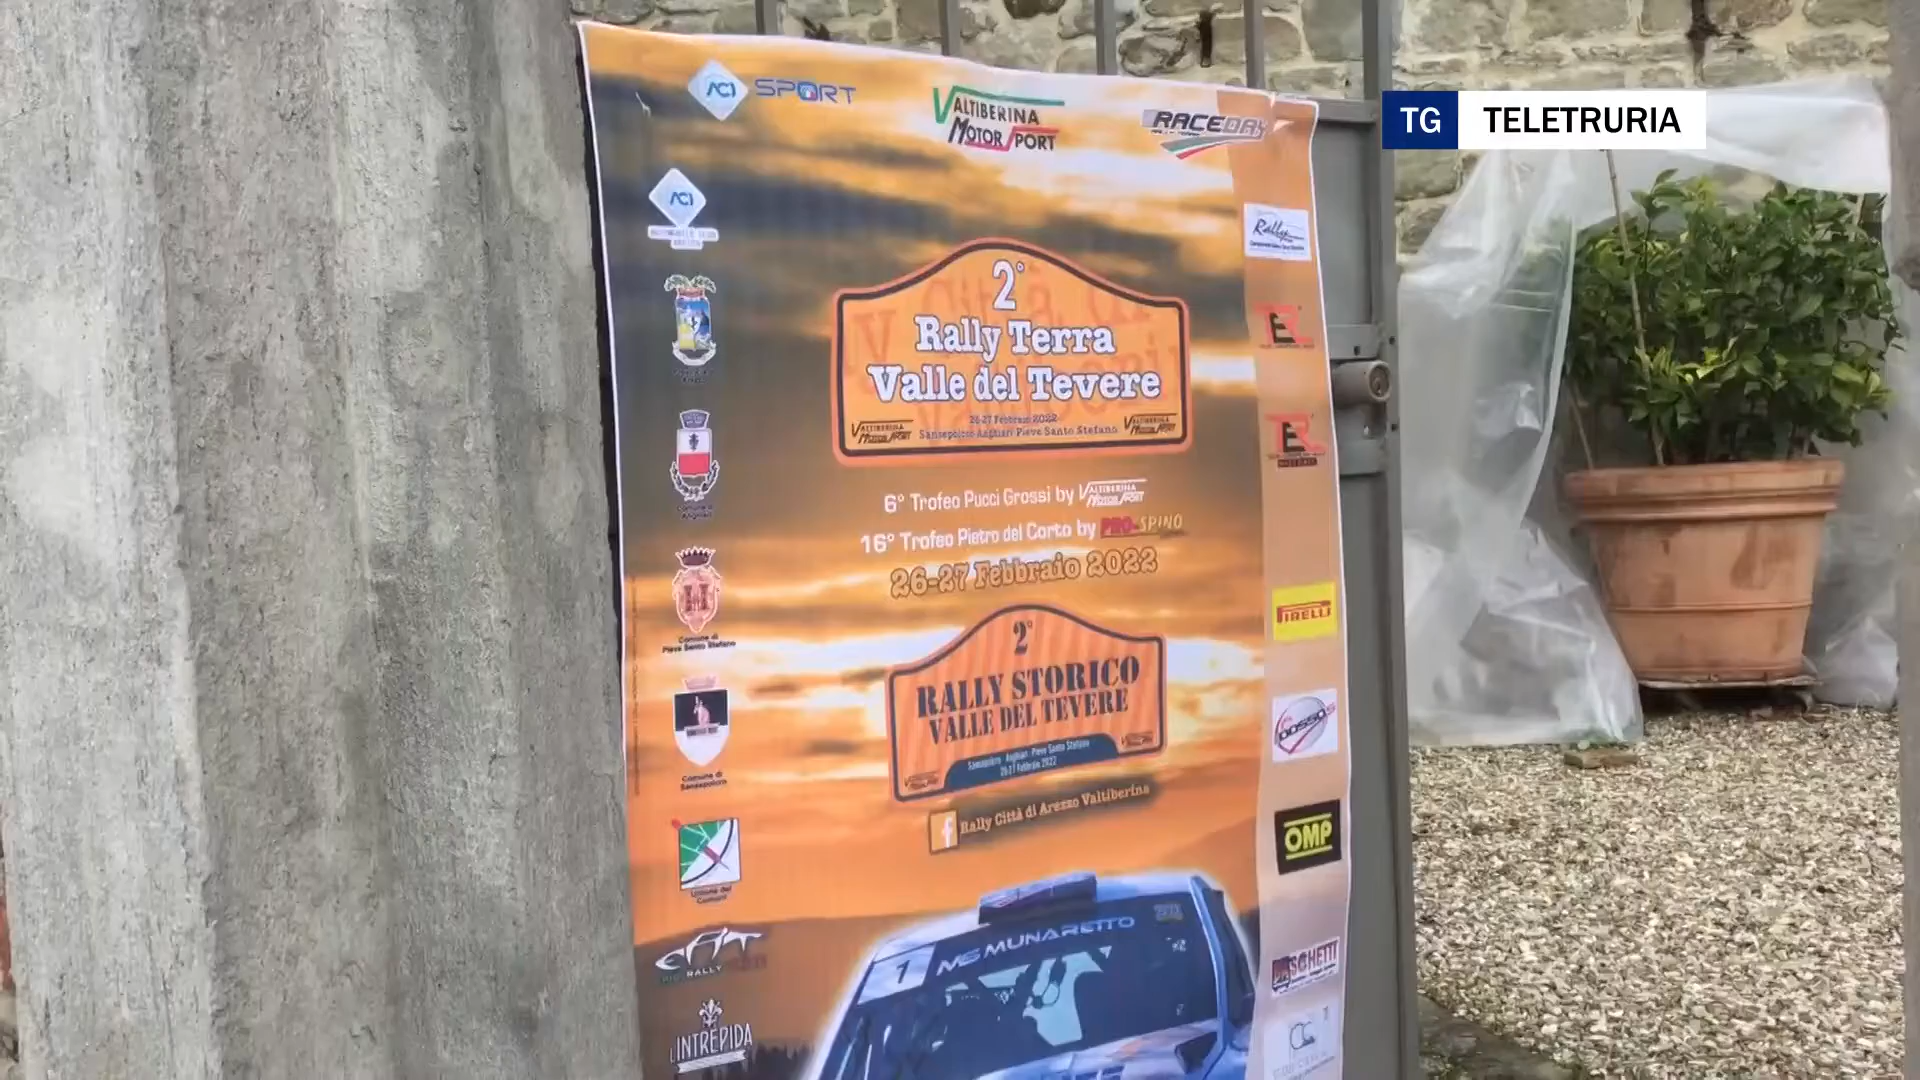 ACI SPORT
VALTIBERINA
MOTOR SPORT
RACEDAY
TG TELETRURIA
ACI
Rally
2°
Rally Terra
Valle del Tevere
26-27 Febbraio 2022
Sansepolcro Anghiari Pieve Santo Stefano
VALTIBERINA
MOTOR SPORT
VALTIBERINA
MOTOR SPORT
6° Trofeo Pucci Grossi by VALTIBERINA MOTOR SPORT
16° Trofeo Pietro del Corto by PRO-SPINO
26-27 Febbraio 2022
Comune di
Anghiari
Comune di
Pieve Santo Stefano
Comune di
Sansepolcro
Unione dei
Comuni
PIRELLI
2°
RALLY STORICO
VALLE DEL TEVERE
Sansepolcro Anghiari Pieve Santo Stefano
26-27 Febbraio 2022
f Rally Città di Arezzo Valtiberina
OMP
1 MS MUNARETTO
RALLY
L'INTREPIDA